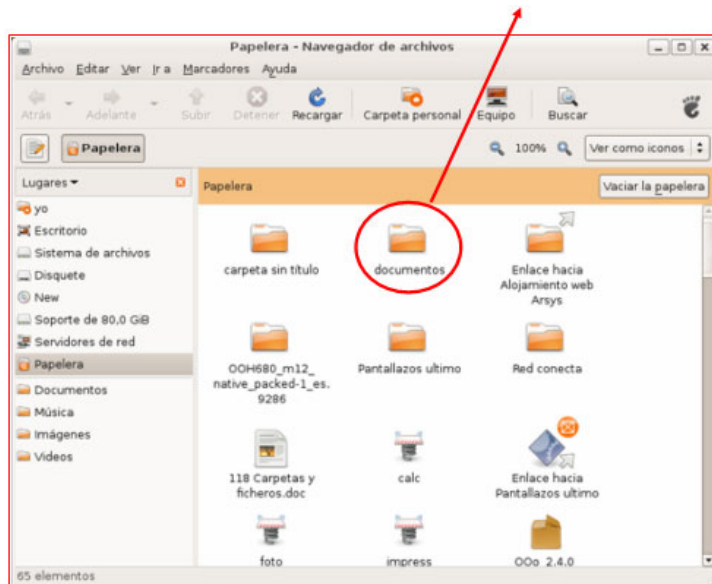 Papelera - Navegador de archivos
Archivo Editar Ver Ir a Marcadores Ayuda
Atrás Adelante Subir Detener Recargar Carpeta personal Equipo Buscar
Papelera 100% Ver como iconos
Lugares
Papelera
Vaciar la papelera
yo
Escritorio
Sistema de archivos
Disquete
New
Soporte de 80,0 GiB
Servidores de red
Papelera
Documentos
Música
Imágenes
Videos
carpeta sin título
documentos
Enlace hacia
Alojamiento web
Arsys
OOH680_m12_
native_packed-1_es.
9286
Pantallazos ultimo
Red conecta
118 Carpetas y
ficheros.doc
calc
Enlace hacia
Pantallazos ultimo
foto
impress
OOo_2.4.0
65 elementos